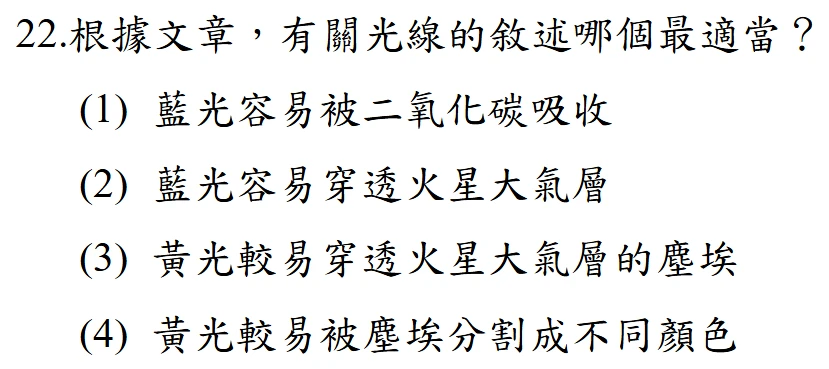 22.根據文章，有關光線的敘述哪個最適當？
(1) 藍光容易被二氧化碳吸收
(2) 藍光容易穿透火星大氣層
(3) 黃光較易穿透火星大氣層的塵埃
(4) 黃光較易被塵埃分割成不同顏色